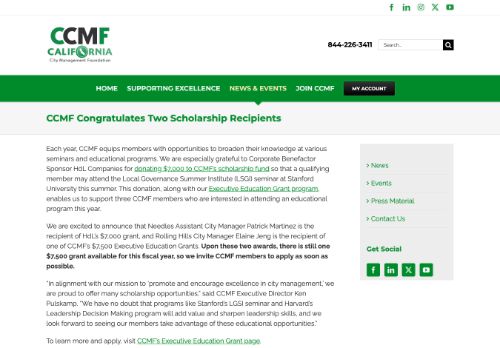 CCMF
CALIFORNIA
City Management Foundation
844-226-3411
Search...
HOME SUPPORTING EXCELLENCE NEWS & EVENTS JOIN CCMF MY ACCOUNT
CCMF Congratulates Two Scholarship Recipients
Each year, CCMF equips members with opportunities to broaden their knowledge at various
seminars and educational programs. We are especially grateful to Corporate Benefactor
Sponsor HdL Companies for donating $7,000 to CCMF's scholarship fund so that a qualifying
member may attend the Local Governance Summer Institute (LSGI) seminar at Stanford
University this summer. This donation, along with our Executive Education Grant program,
enables us to support three CCMF members who are interested in attending an educational
program this year.
We are excited to announce that Needles Assistant City Manager Patrick Martinez is the
recipient of HdL's $7,000 grant, and Rolling Hills City Manager Elaine Jeng is the recipient
of one of CCMF's $7,500 Executive Education Grants. Upon these two awards, there is still one
$7,500 grant available for this fiscal year, so we invite CCMF members to apply as soon as
possible.
"In alignment with our mission to 'promote and encourage excellence in city management,' we
are proud to offer many scholarship opportunities," said CCMF Executive Director Ken
Pulskamp. "We have no doubt that programs like Stanford's LGSI seminar and Harvard's
Leadership Decision Making program will add value and sharpen leadership skills, and we
look forward to seeing our members take advantage of these educational opportunities."
To learn more and apply, visit CCMF's Executive Education Grant page.
> News
> Events
> Press Material
> Contact Us
Get Social